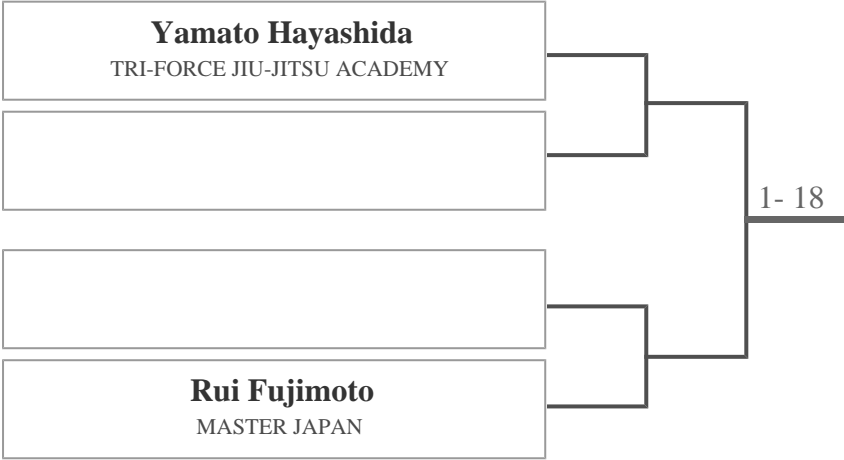 Yamato Hayashida
TRI-FORCE JIU-JITSU ACADEMY
1- 18
Rui Fujimoto
MASTER JAPAN